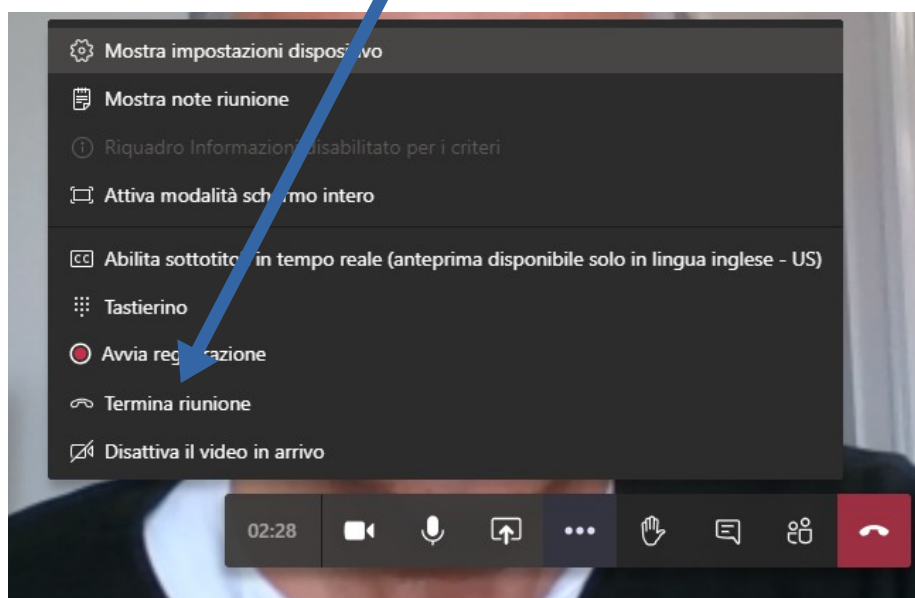 Mostra impostazioni dispositivo
Mostra note riunione
Riquadro Informazioni disabilitato per i criteri
Attiva modalità schermo intero
CC Abilita sottotitoli in tempo reale (anteprima disponibile solo in lingua inglese - US)
Tastierino
Avvia registrazione
Termina riunione
Disattiva il video in arrivo
02:28